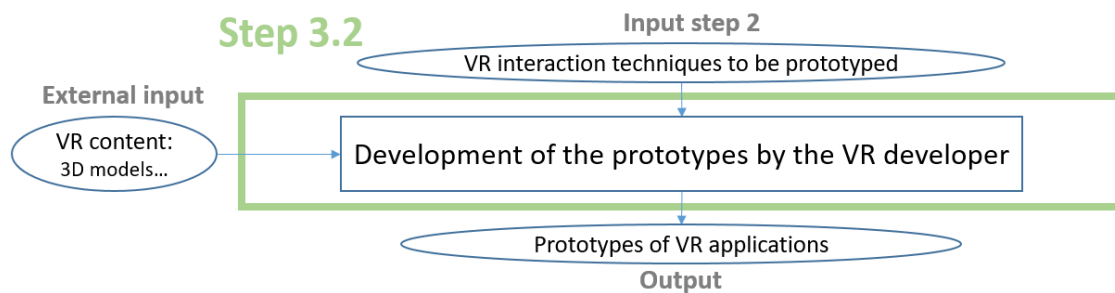 Step 3.2
Input step 2
VR interaction techniques to be prototyped
External input
VR content:
3D models...
Development of the prototypes by the VR developer
Prototypes of VR applications
Output